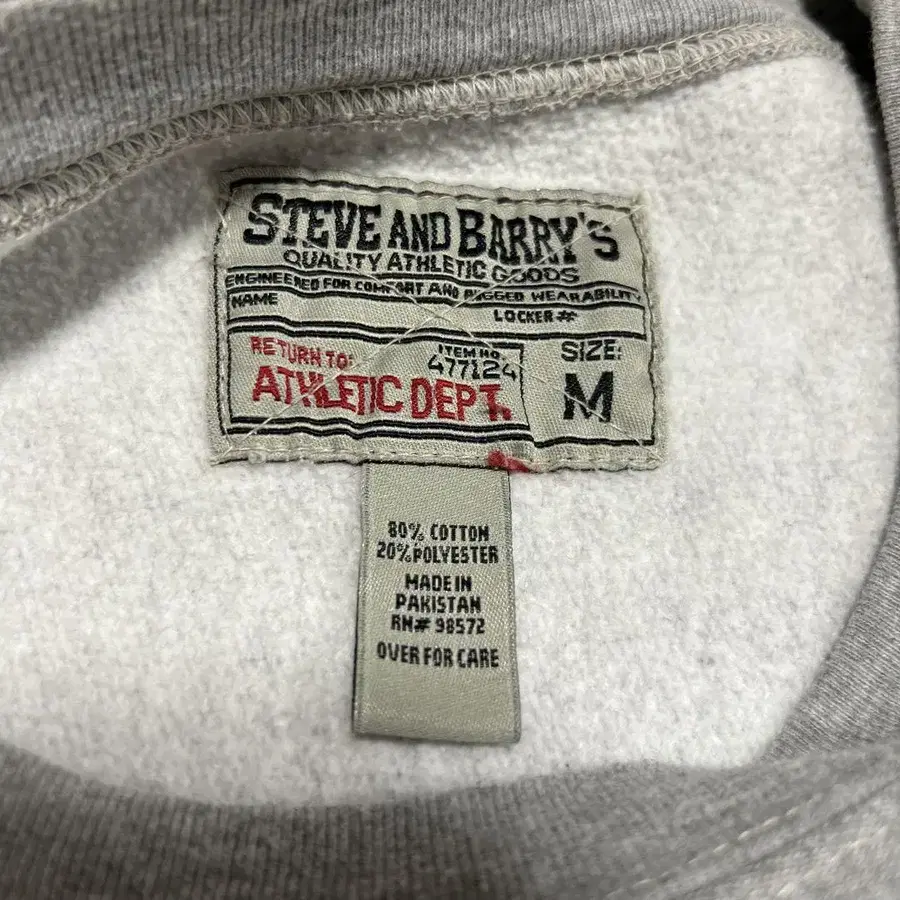 STEVE AND BARRY'S
QUALITY ATHLETIC GOODS
ENGINEERED FOR COMFORT AND RUGGED WEARABILITY
NAME
LOCKER#
RETURN TO:
ATHLETIC DEPT.
ITEM NO.
477124
SIZE:
M
80% COTTON
20% POLYESTER
MADE IN
PAKISTAN
RN# 98572
OVER FOR CARE